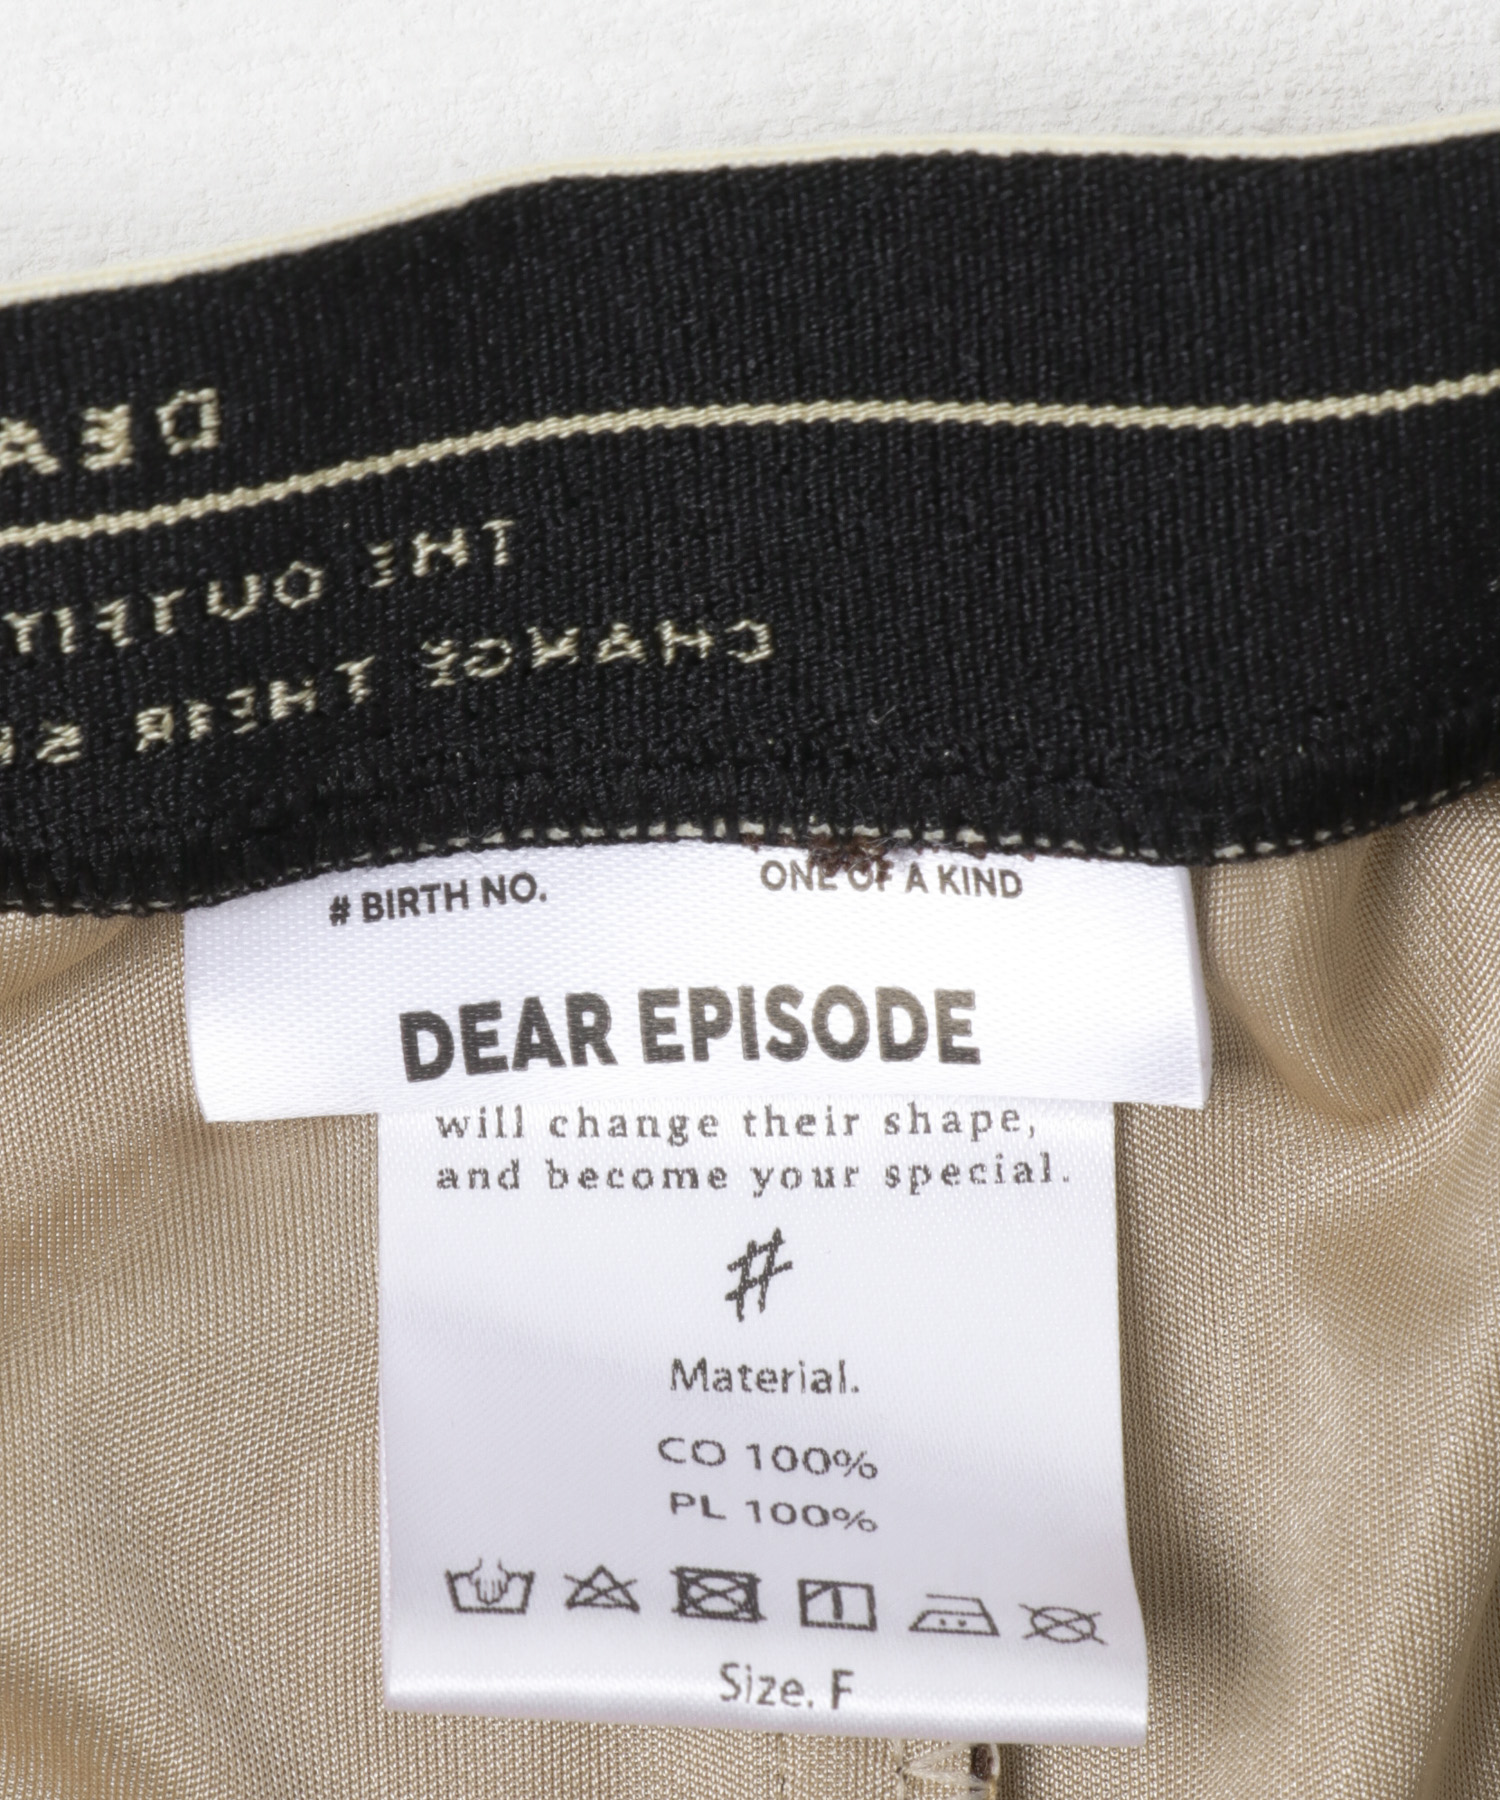 DEA
THE OUTFIT
CHANGE THEIR
# BIRTH NO.
ONE OF A KIND
DEAR EPISODE
will change their shape,
and become your special.
#
Material.
CO 100%
PL 100%
Size. F